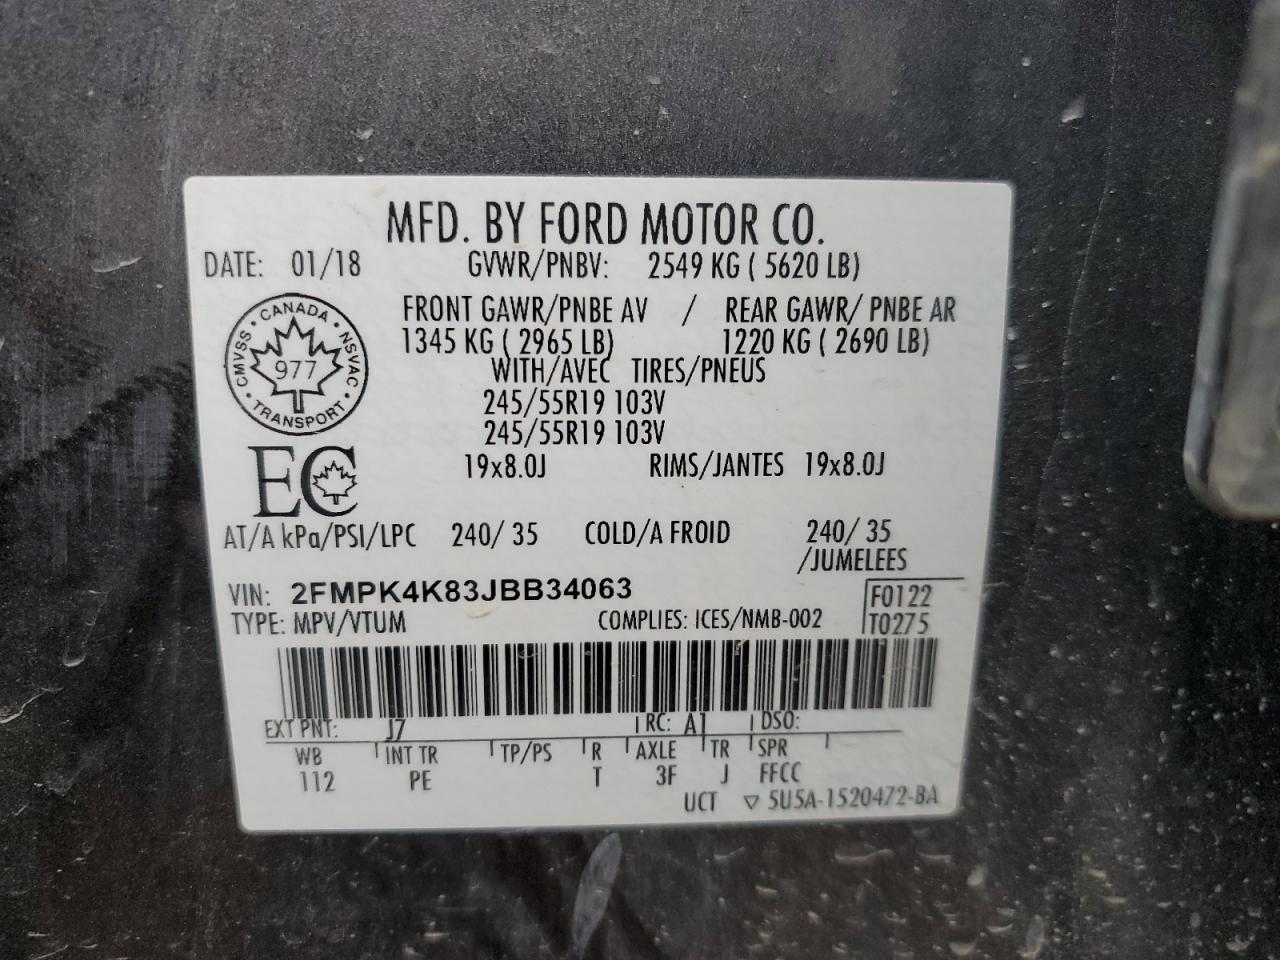 MFD. BY FORD MOTOR CO.
DATE: 01/18 GVWR/PNBV: 2549 KG ( 5620 LB)
FRONT GAWR/PNBE AV / REAR GAWR/ PNBE AR
1345 KG ( 2965 LB) 1220 KG ( 2690 LB)
WITH/AVEC TIRES/PNEUS
245/55R19 103V
245/55R19 103V
19x8.0J RIMS/JANTES 19x8.0J
CANADA • NSVAC • TRANSPORT • CMVSS •
977
EC
AT/A kPa/PSI/LPC 240/ 35 COLD/A FROID 240/ 35
/JUMELEES
VIN: 2FMPK4K83JBB34063 F0122
TYPE: MPV/VTUM COMPLIES: ICES/NMB-002 T0275
EXT PNT: J7 RC: A1 DSO:
WB INT TR TP/PS R AXLE TR SPR
112 PE T 3F J FFCC
UCT ▽ 5U5A-1520472-BA